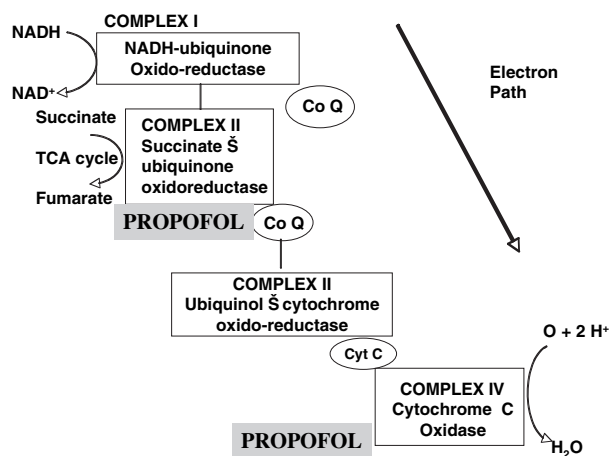 COMPLEX I
NADH
NADH-ubiquinone
Oxido-reductase
NAD+
Co Q
Electron
Path
Succinate
TCA cycle
Fumarate
COMPLEX II
Succinate Š
ubiquinone
oxidoreductase
PROPOFOL
Co Q
COMPLEX II
Ubiquinol Š cytochrome
oxido-reductase
Cyt C
O + 2 H+
COMPLEX IV
Cytochrome C
Oxidase
PROPOFOL
H2O